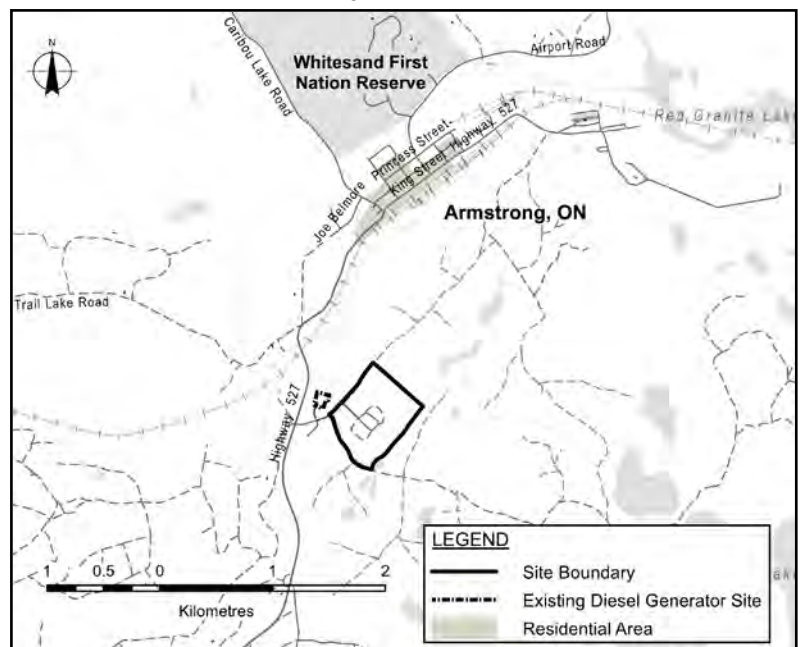 N
Caribou Lake Road
Whitesand First
Nation Reserve
Airport Road
Red Granite Lake
Princess Street
King Street Highway 527
Joe Belmore
Armstrong, ON
Trail Lake Road
Highway 527
LEGEND
Site Boundary
Existing Diesel Generator Site
Residential Area
1 0.5 0 1 2
Kilometres